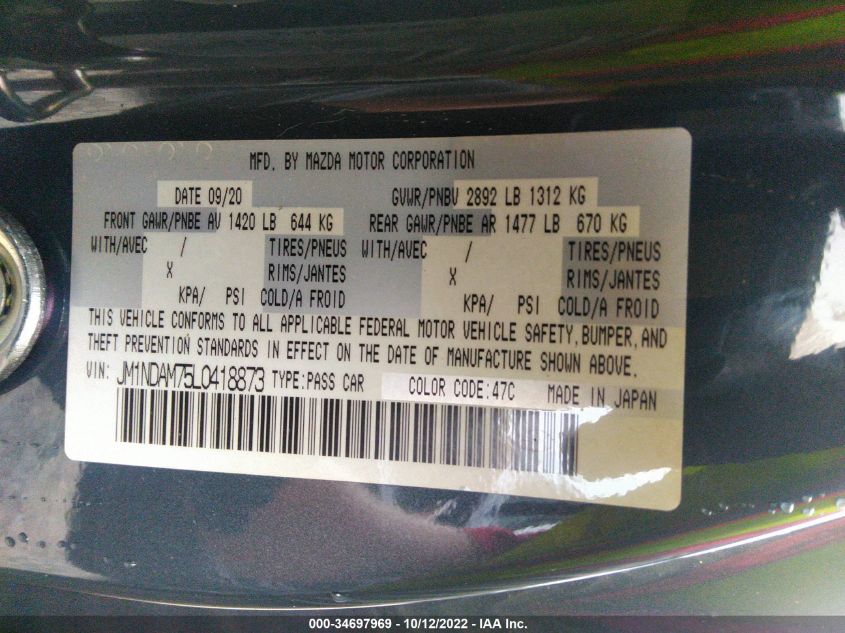 MFD. BY MAZDA MOTOR CORPORATION
DATE 09/20 GVWR/PNBV 2892 LB 1312 KG
FRONT GAWR/PNBE AV 1420 LB 644 KG REAR GAWR/PNBE AR 1477 LB 670 KG
WITH/AVEC / TIRES/PNEUS WITH/AVEC / TIRES/PNEUS
X RIMS/JANTES X RIMS/JANTES
KPA/ PSI COLD/A FROID KPA/ PSI COLD/A FROID
THIS VEHICLE CONFORMS TO ALL APPLICABLE FEDERAL MOTOR VEHICLE SAFETY, BUMPER, AND
THEFT PREVENTION STANDARDS IN EFFECT ON THE DATE OF MANUFACTURE SHOWN ABOVE.
VIN: JM1NDAM75L0418873 TYPE:PASS CAR COLOR CODE:47C MADE IN JAPAN
000-34697969 - 10/12/2022 - IAA Inc.